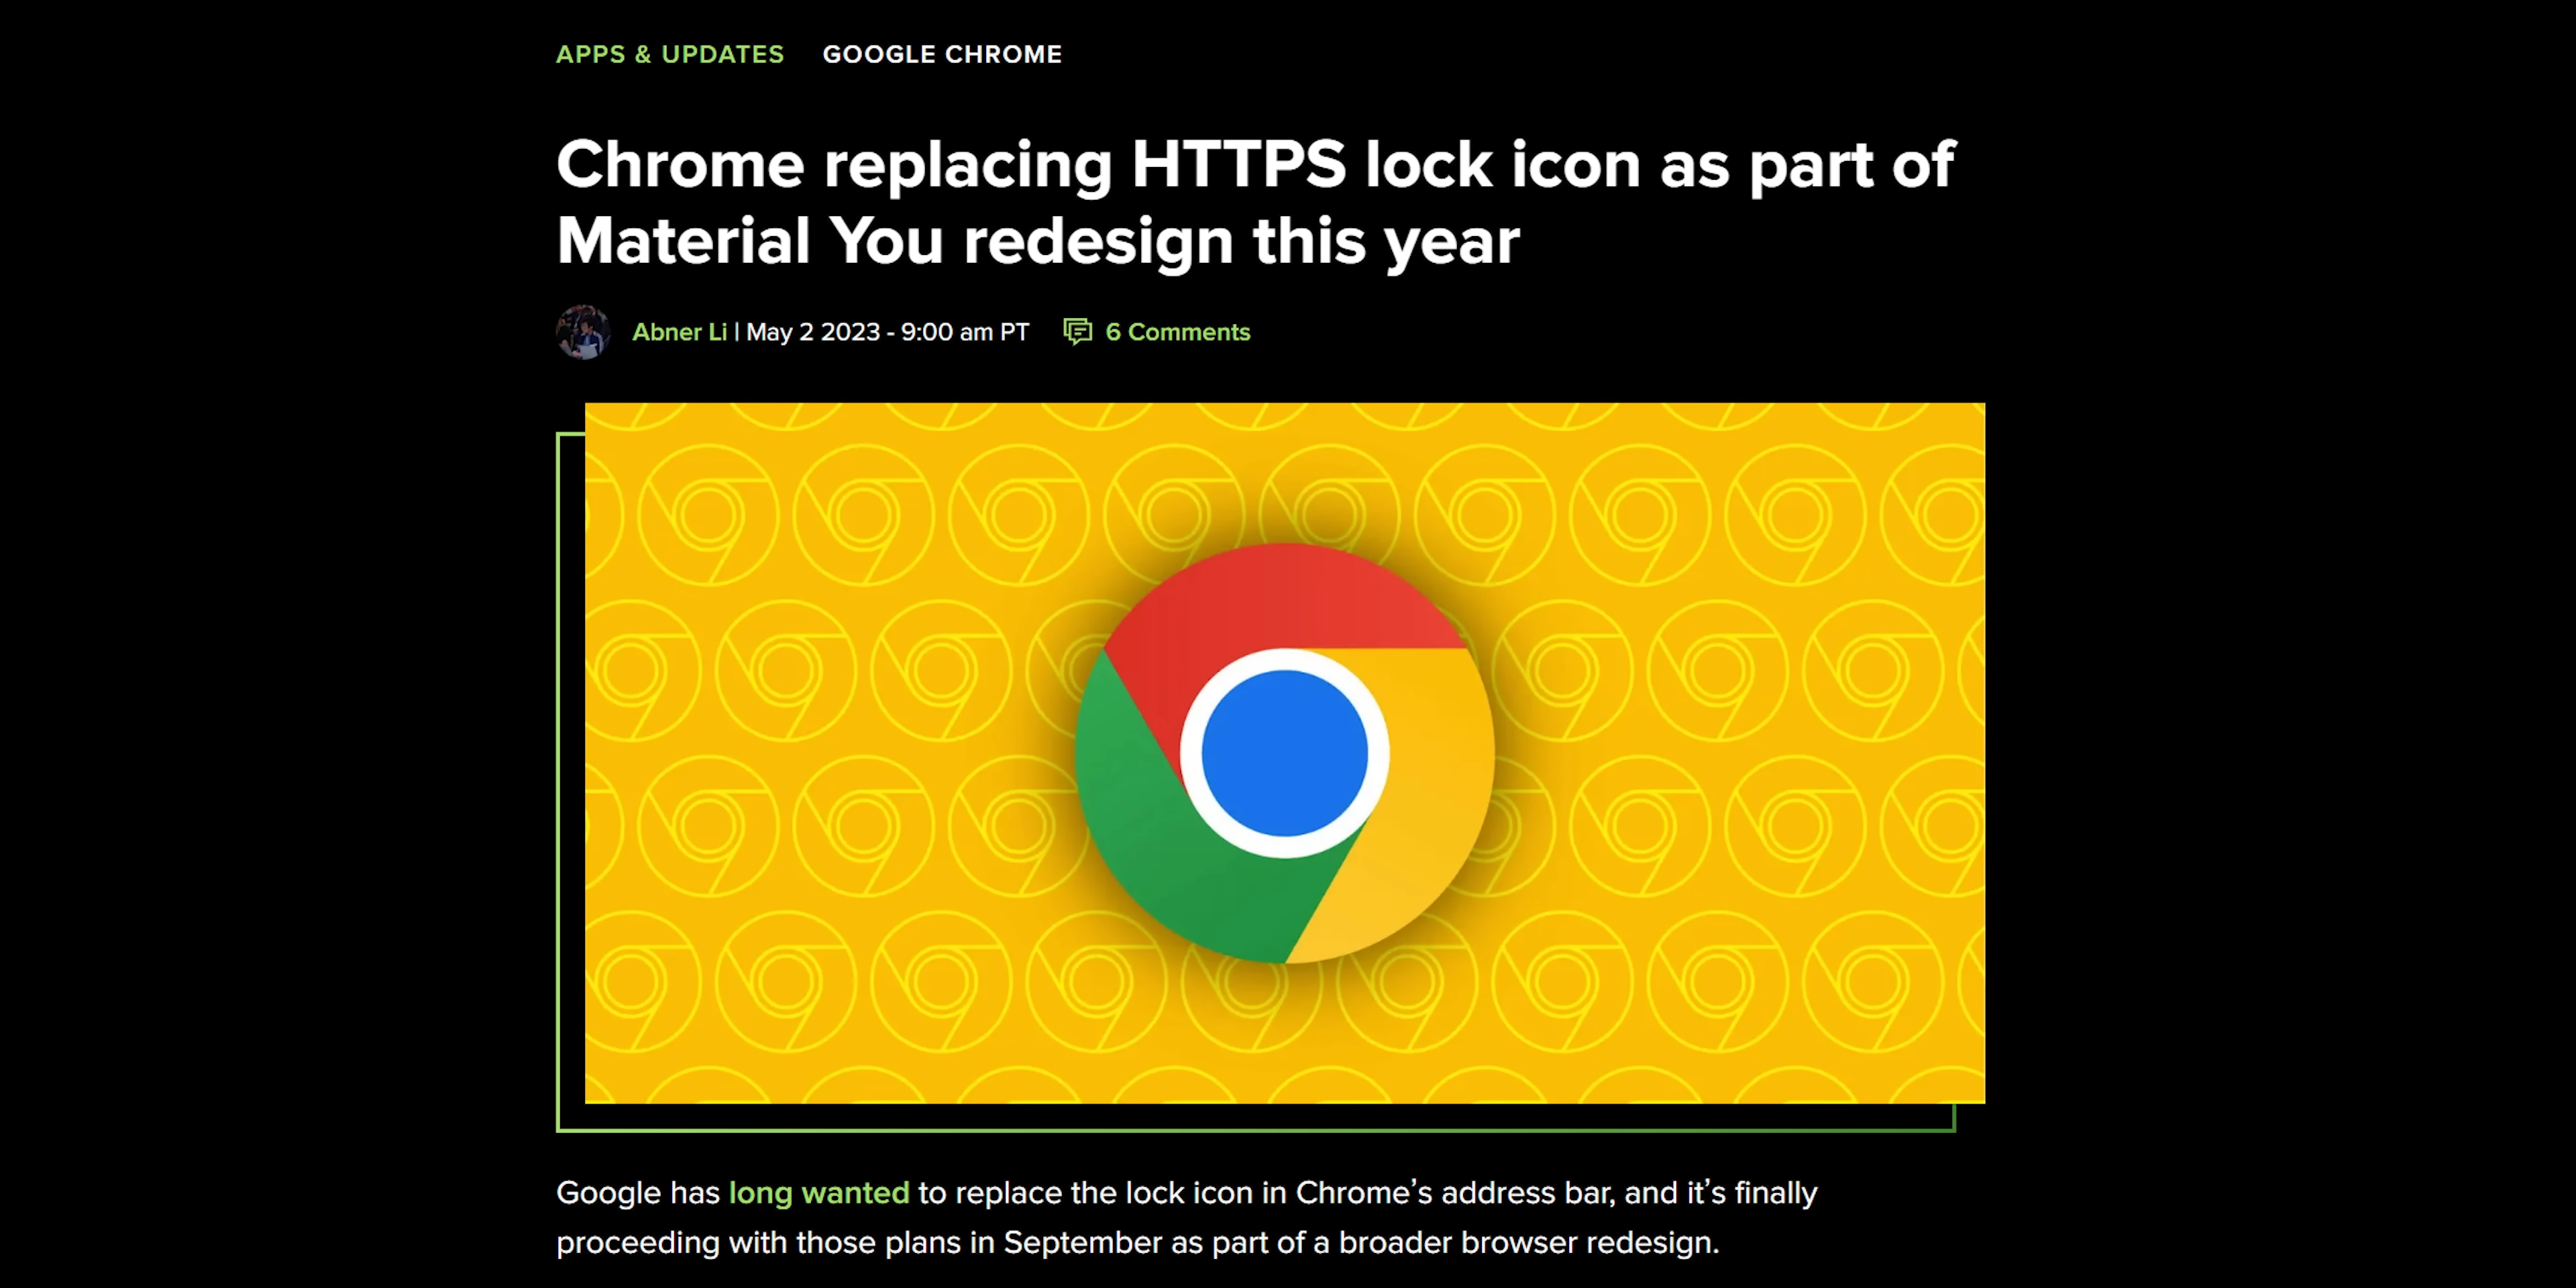 APPS & UPDATES GOOGLE CHROME
Chrome replacing HTTPS lock icon as part of
Material You redesign this year
Abner Li | May 2 2023 - 9:00 am PT 6 Comments
Google has long wanted to replace the lock icon in Chrome’s address bar, and it’s finally
proceeding with those plans in September as part of a broader browser redesign.